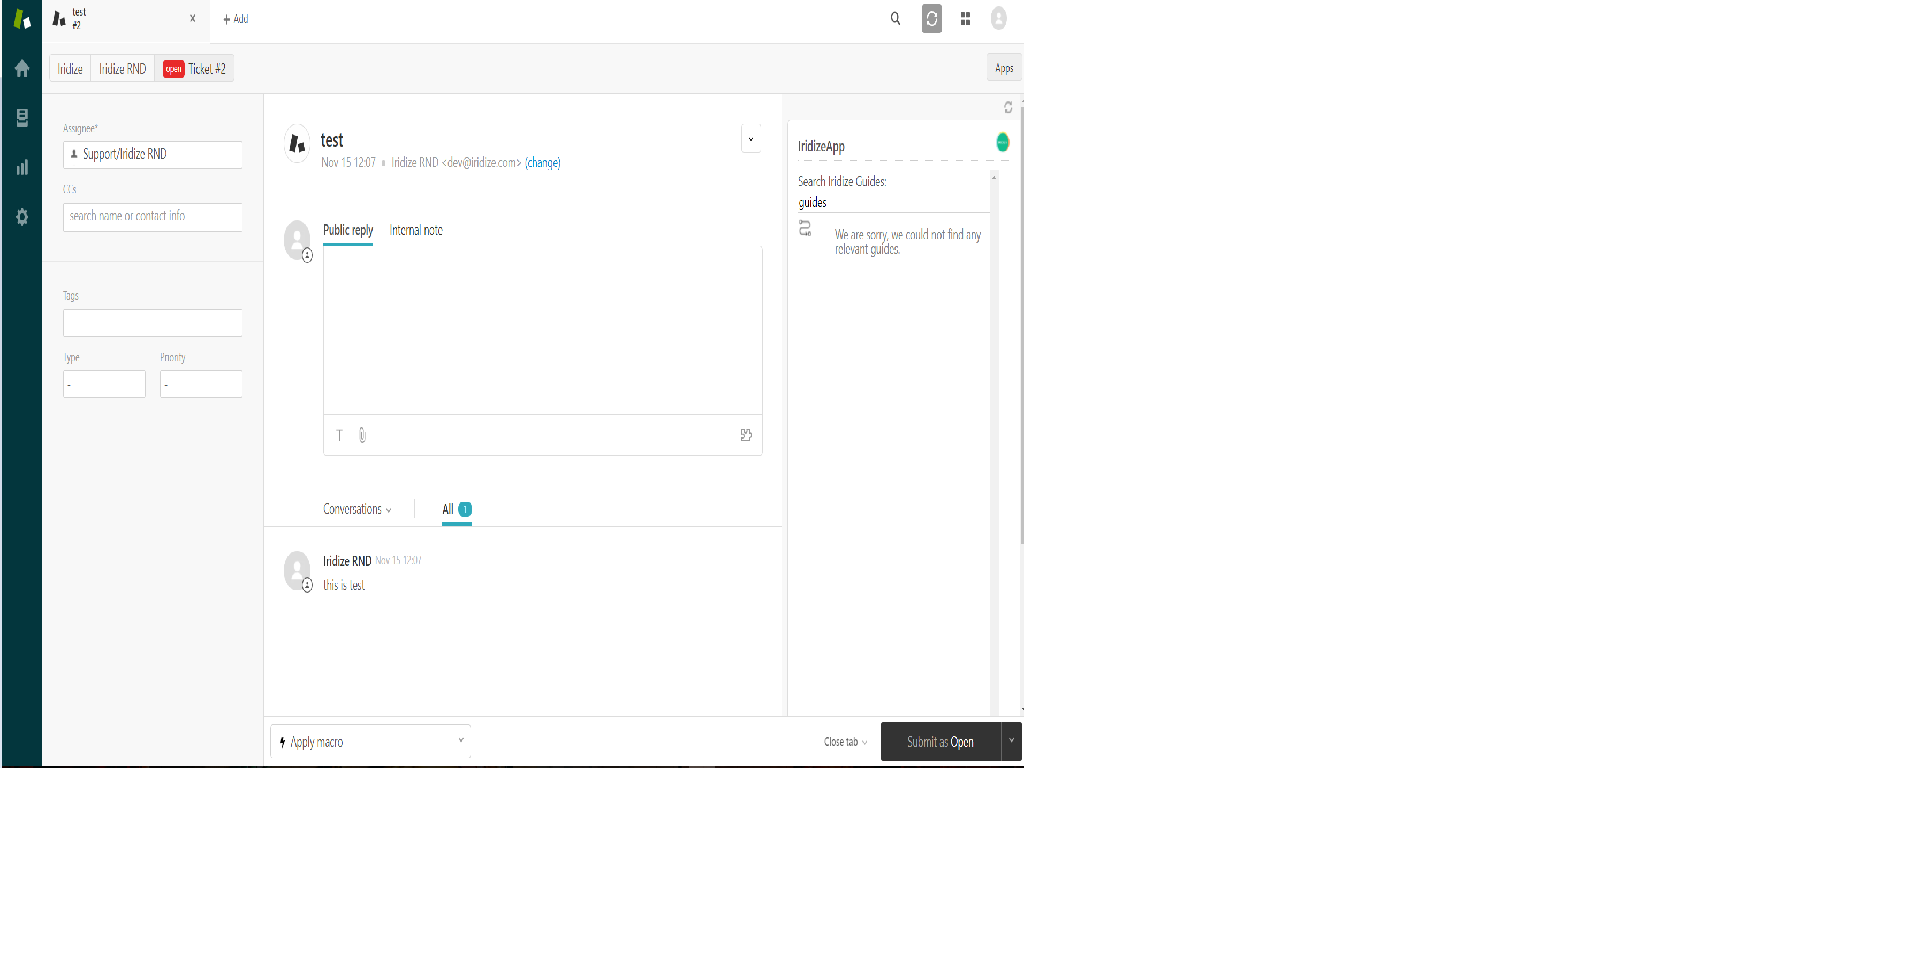 test
#2
x
+ Add
Iridize
Iridize RND
open Ticket #2
Apps
Assignee*
Support/Iridize RND
CCs
search name or contact info
Tags
Type
Priority
-
-
test
Nov 15 12:07 Iridize RND <dev@iridize.com> (change)
Public reply
Internal note
T
Conversations
All 1
Iridize RND Nov 15 12:07
this is test
IridizeApp
Search Iridize Guides:
guides
We are sorry, we could not find any
relevant guides.
Apply macro
Close tab
Submit as Open